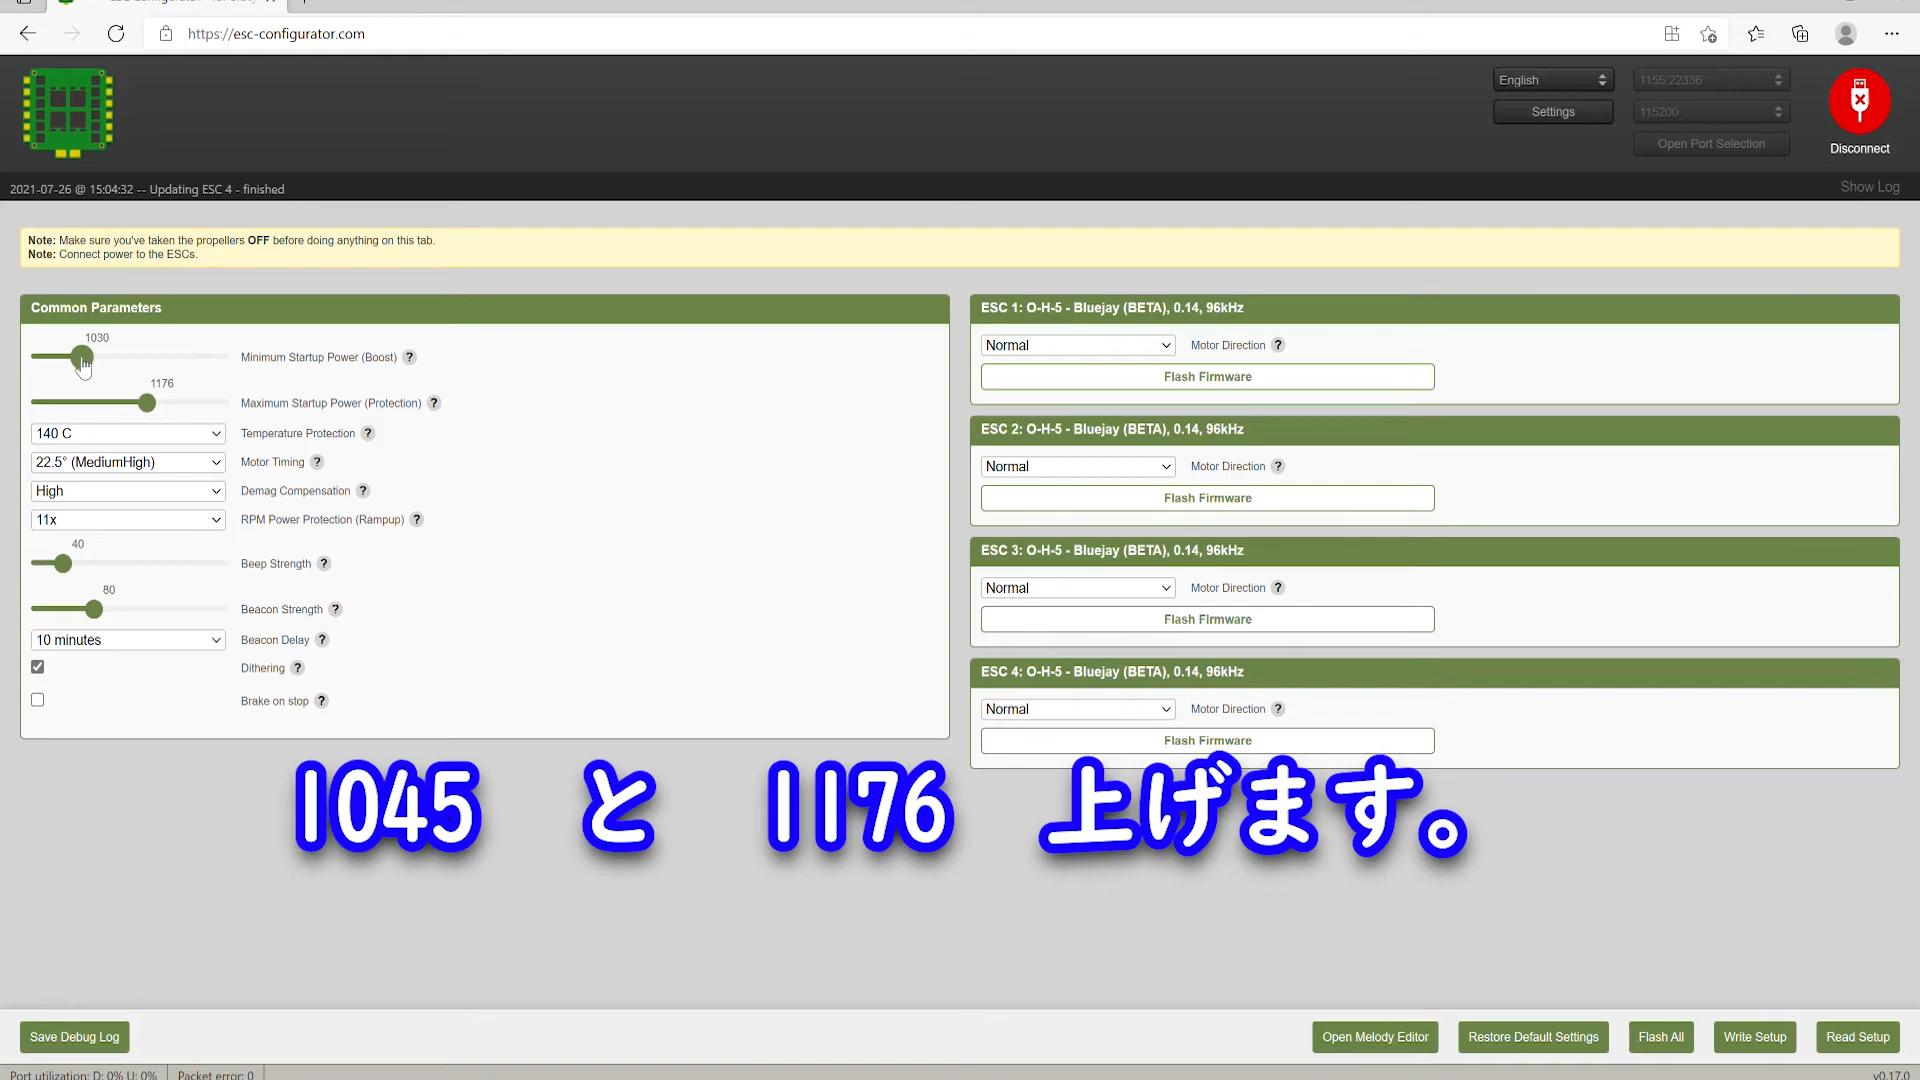 https://esc-configurator.com
English
1155:22336
Settings
115200
Open Port Selection
Disconnect
2021-07-26 @ 15:04:32 -- Updating ESC 4 - finished
Show Log
Note: Make sure you've taken the propellers OFF before doing anything on this tab.
Note: Connect power to the ESCs.
Common Parameters
1030
Minimum Startup Power (Boost) ?
1176
Maximum Startup Power (Protection) ?
140 C
Temperature Protection ?
22.5° (MediumHigh)
Motor Timing ?
High
Demag Compensation ?
11x
RPM Power Protection (Rampup) ?
40
Beep Strength ?
80
Beacon Strength ?
10 minutes
Beacon Delay ?
Dithering ?
Brake on stop ?
ESC 1: O-H-5 - Bluejay (BETA), 0.14, 96kHz
Normal
Motor Direction ?
Flash Firmware
ESC 2: O-H-5 - Bluejay (BETA), 0.14, 96kHz
Normal
Motor Direction ?
Flash Firmware
ESC 3: O-H-5 - Bluejay (BETA), 0.14, 96kHz
Normal
Motor Direction ?
Flash Firmware
ESC 4: O-H-5 - Bluejay (BETA), 0.14, 96kHz
Normal
Motor Direction ?
Flash Firmware
1045 と 1176 上げます。
Save Debug Log
Open Melody Editor
Restore Default Settings
Flash All
Write Setup
Read Setup
Port utilization: D: 0% U: 0%
Packet error: 0
v0.17.0